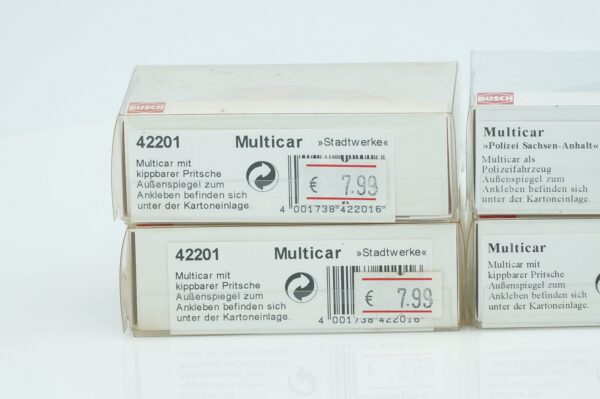 BUSCH
42201 Multicar »Stadtwerke«
Multicar mit
kippbarer Pritsche
Außenspiegel zum
Ankleben befinden sich
unter der Kartoneinlage.
€ 7.99
4 001738"422016"
42201 Multicar »Stadtwerke«
Multicar mit
kippbarer Pritsche
Außenspiegel zum
Ankleben befinden sich
unter der Kartoneinlage.
€ 7.99
4 001738"422016"
BUSCH
Multicar
»Polizei Sachsen-Anhalt«
Multicar als
Polizeifahrzeug
Außenspiegel zum
Ankleben befinden sich
unter der Kartoneinlage.
Multicar
Multicar mit
kippbarer Pritsche
Außenspiegel zum
Ankleben befinden sich
unter der Kartoneinlage.